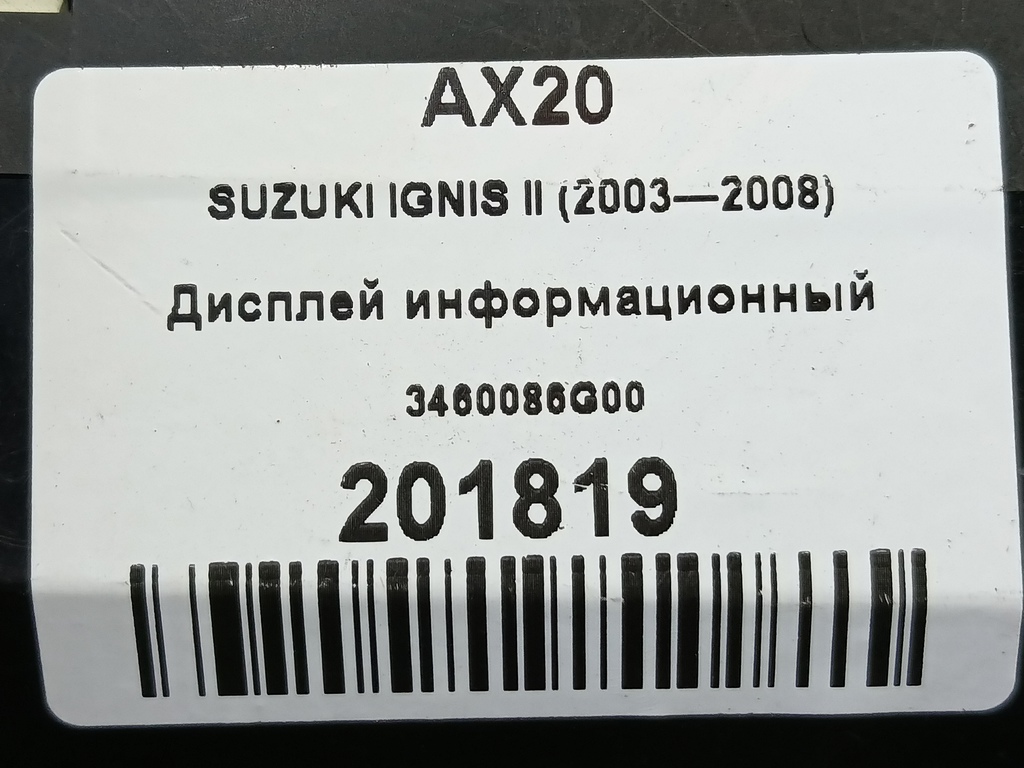 AX20
SUZUKI IGNIS II (2003—2008)
Дисплей информационный
3460086G00
201819